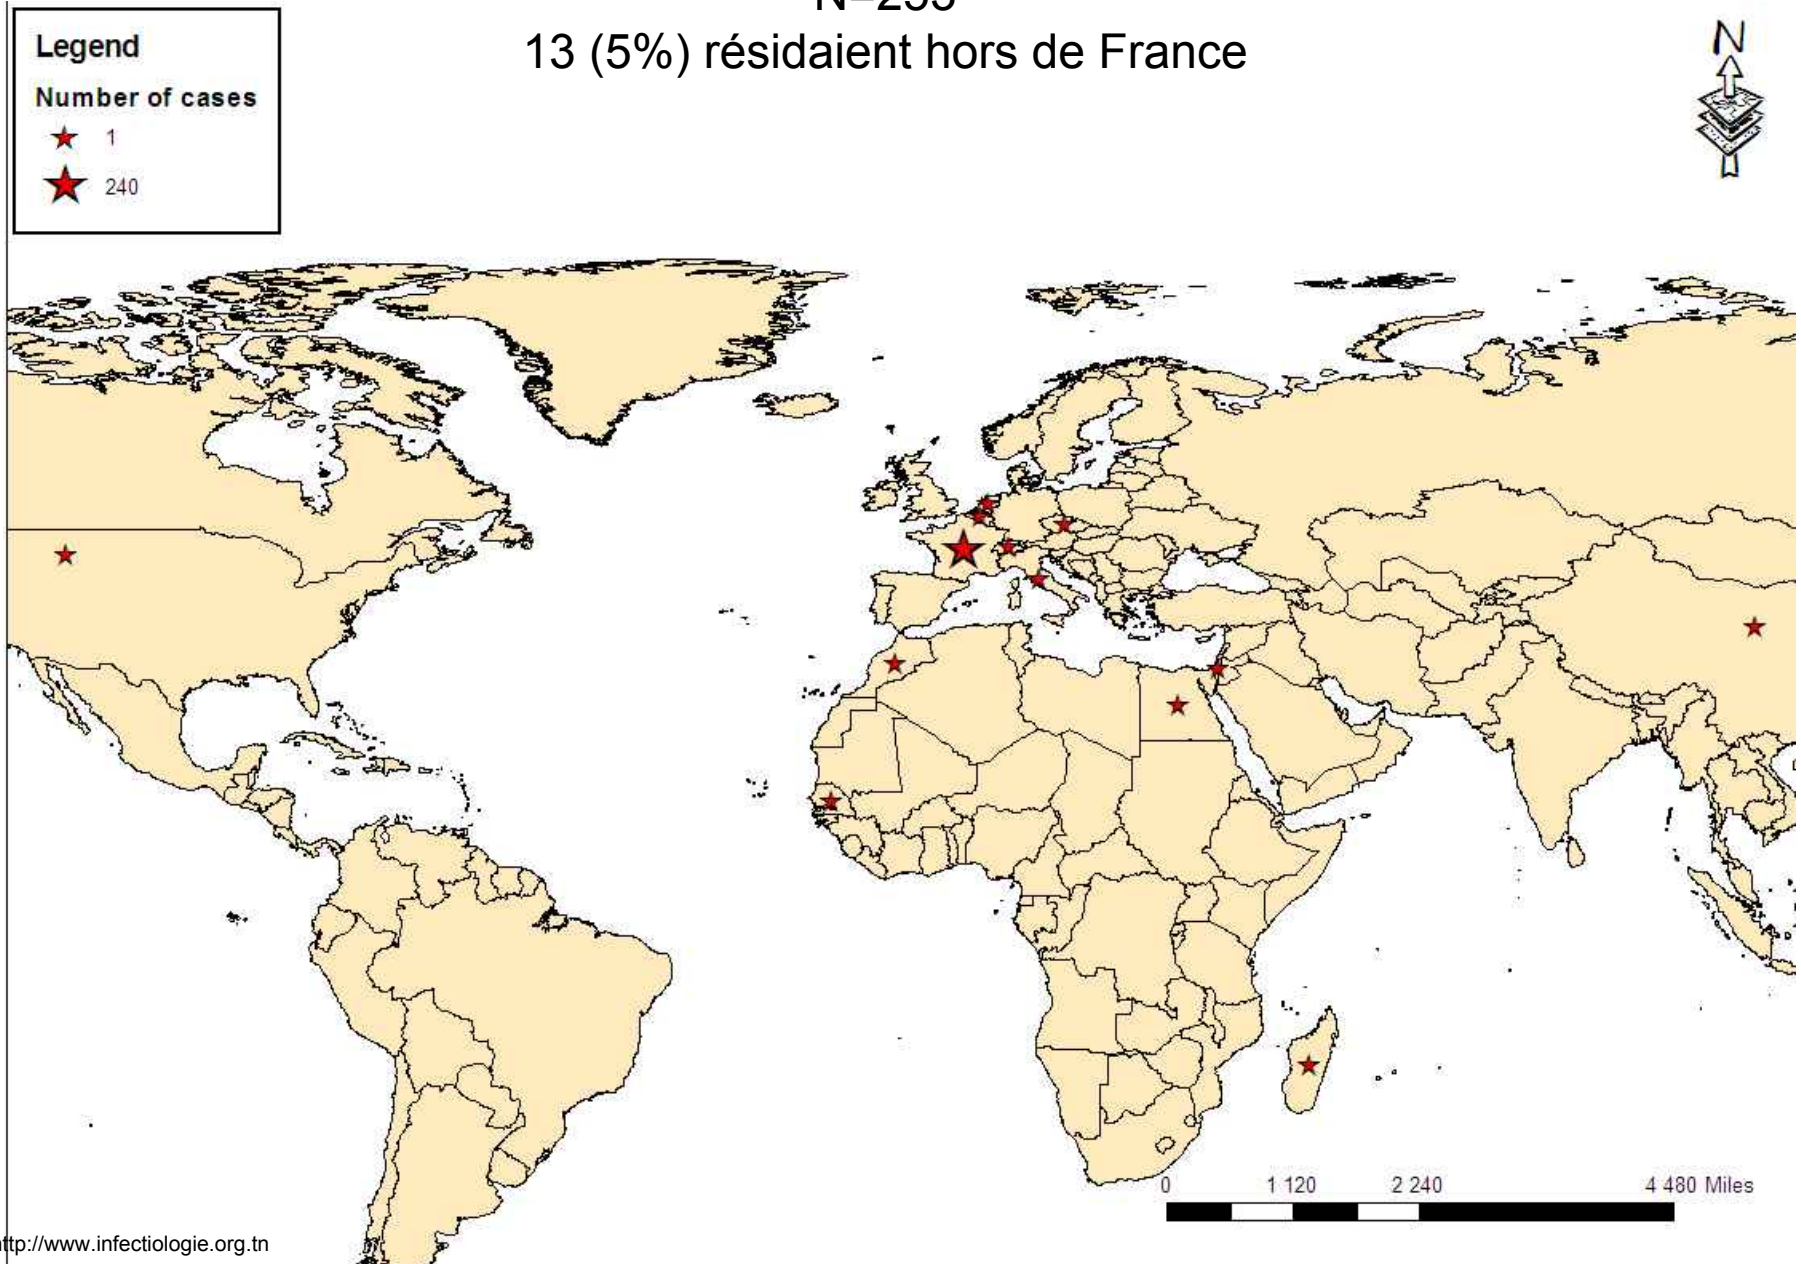 N=253
13 (5%) résidaient hors de France
Legend
Number of cases
1
240
N
0 1 120 2 240 4 480 Miles
ttp://www.infectiologie.org.tn